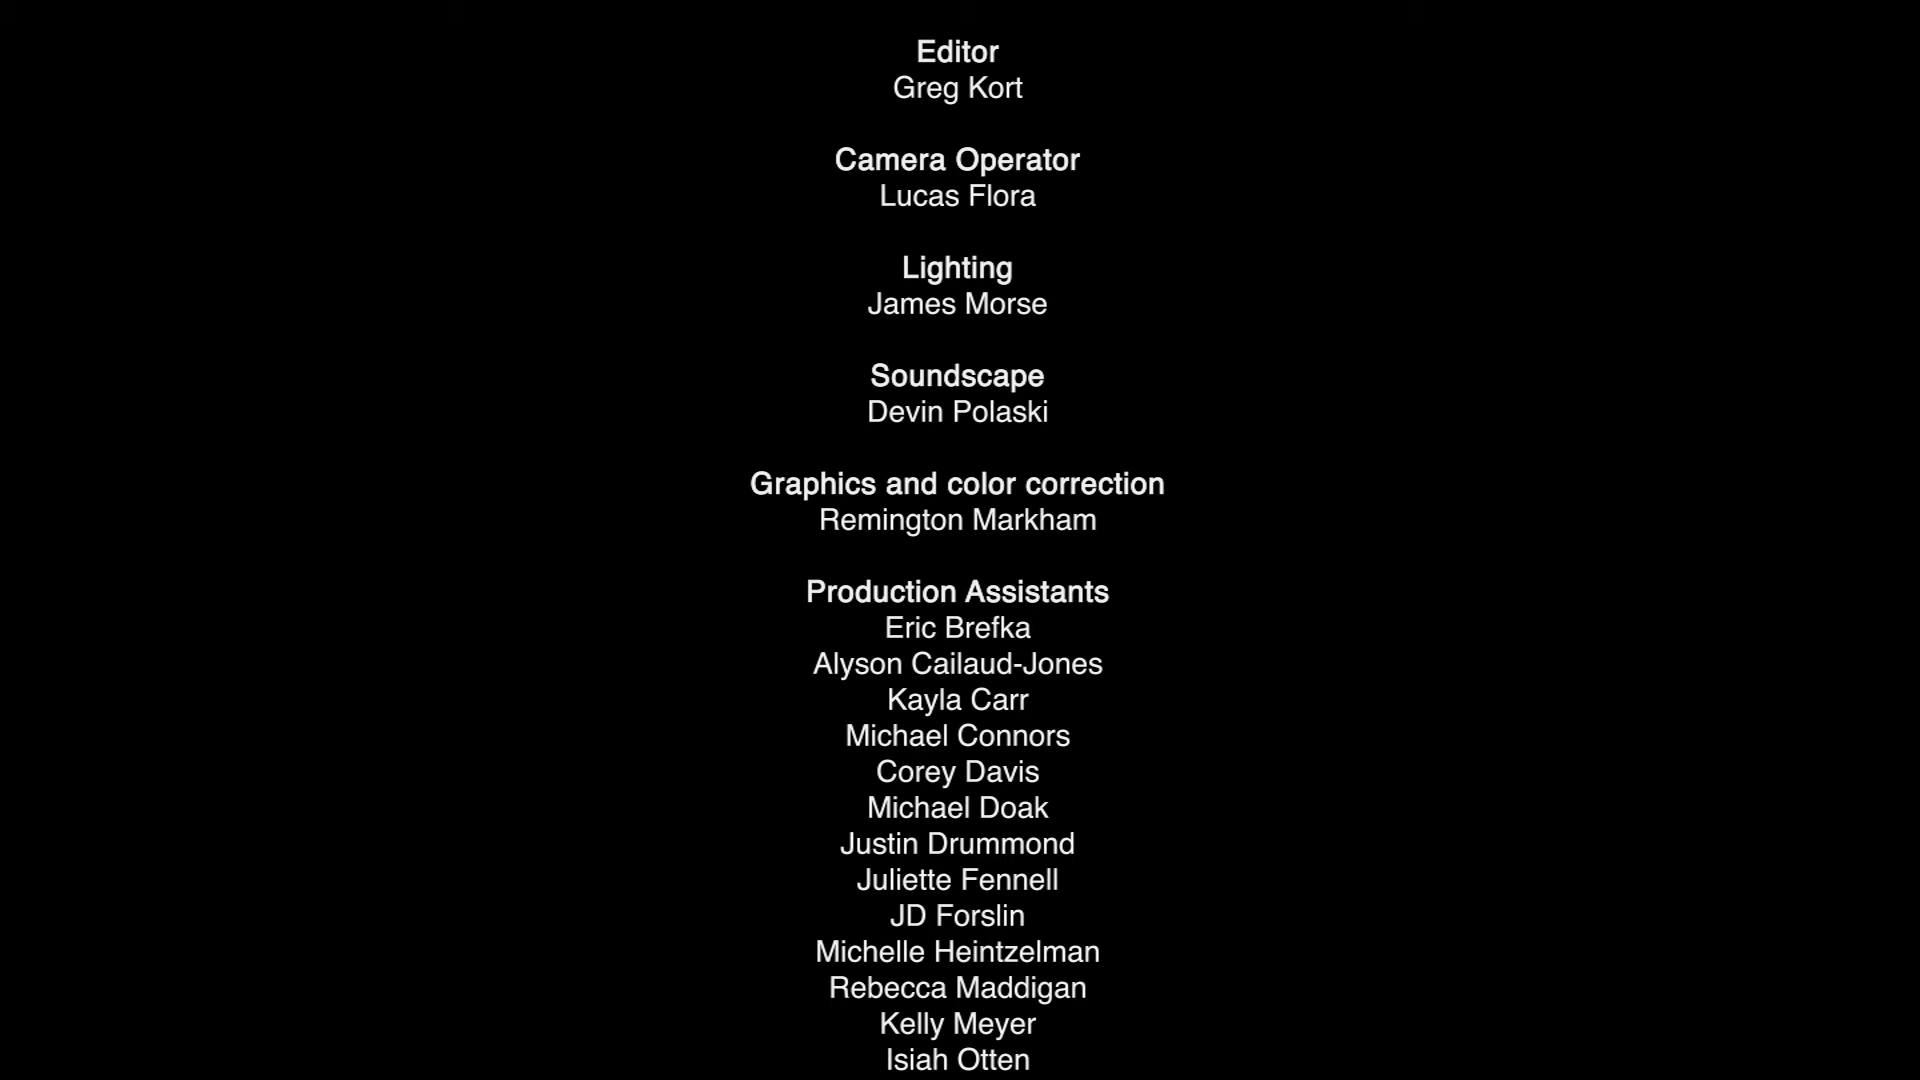 Editor
Greg Kort
Camera Operator
Lucas Flora
Lighting
James Morse
Soundscape
Devin Polaski
Graphics and color correction
Remington Markham
Production Assistants
Eric Brefka
Alyson Cailaud-Jones
Kayla Carr
Michael Connors
Corey Davis
Michael Doak
Justin Drummond
Juliette Fennell
JD Forslin
Michelle Heintzelman
Rebecca Maddigan
Kelly Meyer
Isiah Otten